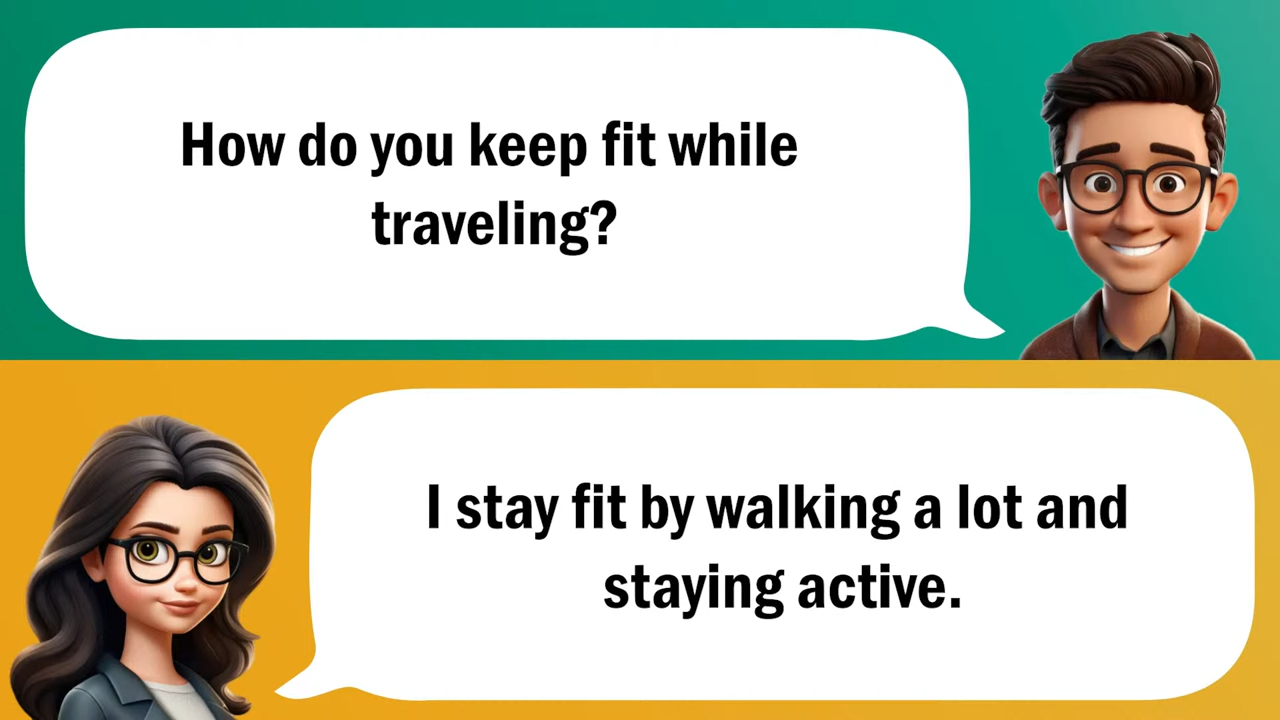 How do you keep fit while
traveling?
I stay fit by walking a lot and
staying active.